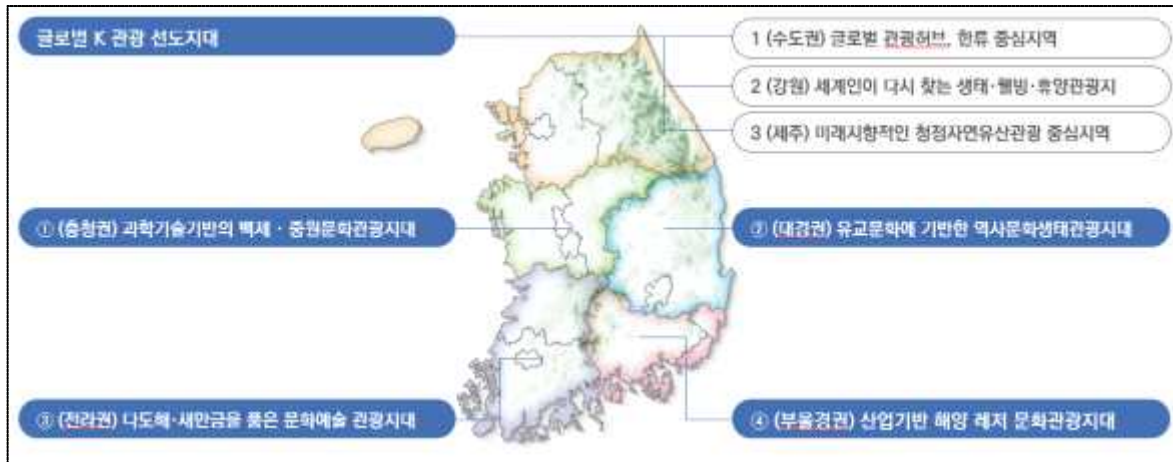 글로벌 K 관광 선도지대
1 (수도권) 글로벌 관광허브, 한류 중심지역
2 (강원) 세계인이 다시 찾는 생태·웰빙·휴양관광지
3 (제주) 미래지향적인 청정자연유산관광 중심지역
① (충청권) 과학기술기반의 백제 · 중원문화관광지대
② (대경권) 유교문화에 기반한 역사문화생태관광지대
③ (전라권) 다도해·새만금을 품은 문화예술 관광지대
④ (부울경권) 산업기반 해양 레저 문화관광지대